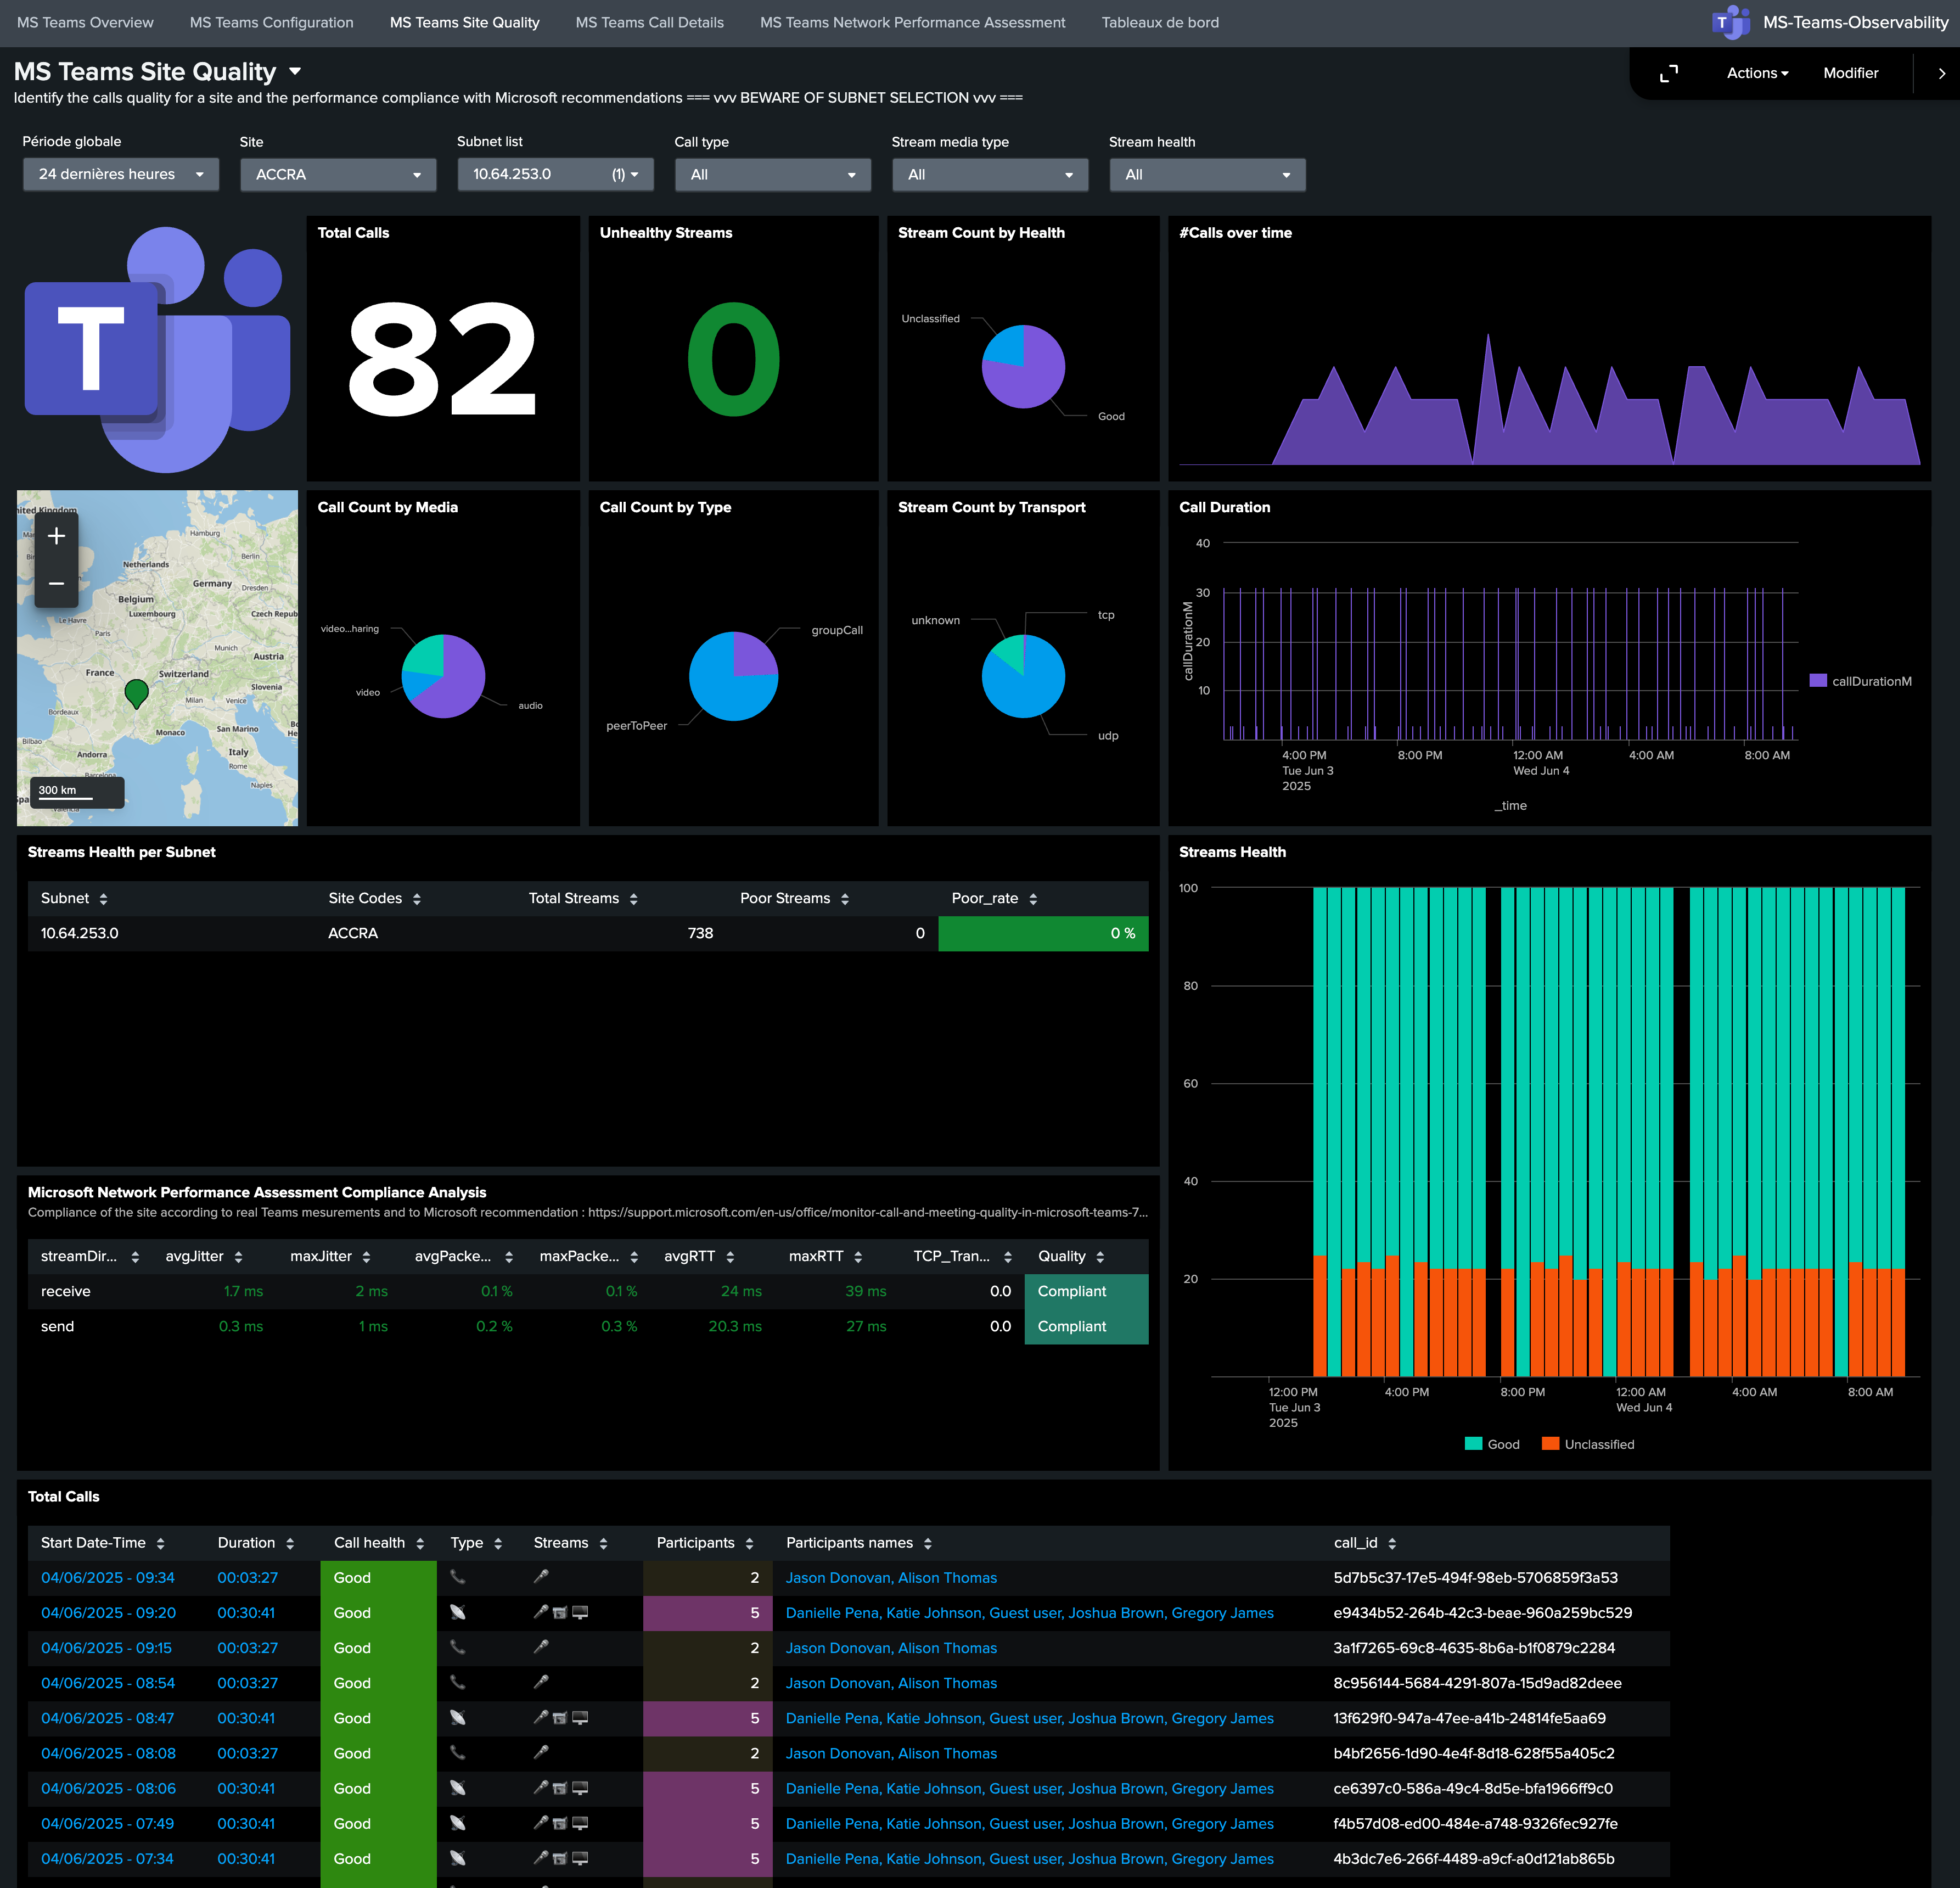 MS Teams Overview MS Teams Configuration MS Teams Site Quality MS Teams Call Details MS Teams Network Performance Assessment Tableaux de bord T MS-Teams-Observability
MS Teams Site Quality
Actions Modifier
Identify the calls quality for a site and the performance compliance with Microsoft recommendations === vvv BEWARE OF SUBNET SELECTION vvv ===
Période globale Site Subnet list Call type Stream media type Stream health
24 dernières heures ACCRA 10.64.253.0 (1) All All All
T
Total Calls
82
Unhealthy Streams
0
Stream Count by Health
Unclassified
Good
#Calls over time
Hamburg
Berlin
Netherlands
Germany Dresden
Belgium
Luxembourg Czech Repub
Le Havre
Paris
Munich
Austria
France Switzerland
Slovenia
Milan Venice
Bordeaux
Monaco San Marino
Bilbao
Italy
Andorra
Rome
Barcelona
Naples
300 km
Valencia
Call Count by Media
video...haring
video
audio
Call Count by Type
groupCall
peerToPeer
Stream Count by Transport
unknown
tcp
udp
Call Duration
40
30
20
10
callDurationM
callDurationM
4:00 PM 8:00 PM 12:00 AM 4:00 AM 8:00 AM
Tue Jun 3 Wed Jun 4
2025
_time
Streams Health per Subnet
Subnet Site Codes Total Streams Poor Streams Poor_rate
10.64.253.0 ACCRA 738 0 0 %
Streams Health
100
80
60
40
20
12:00 PM 4:00 PM 8:00 PM 12:00 AM 4:00 AM 8:00 AM
Tue Jun 3 Wed Jun 4
2025
Good Unclassified
Microsoft Network Performance Assessment Compliance Analysis
Compliance of the site according to real Teams mesurements and to Microsoft recommendation : https://support.microsoft.com/en-us/office/monitor-call-and-meeting-quality-in-microsoft-teams-7...
streamDir... avgJitter maxJitter avgPacke... maxPacke... avgRTT maxRTT TCP_Tran... Quality
receive 1.7 ms 2 ms 0.1 % 0.1 % 24 ms 39 ms 0.0 Compliant
send 0.3 ms 1 ms 0.2 % 0.3 % 20.3 ms 27 ms 0.0 Compliant
Total Calls
Start Date-Time Duration Call health Type Streams Participants Participants names call_id
04/06/2025 - 09:34 00:03:27 Good 2 Jason Donovan, Alison Thomas 5d7b5c37-17e5-494f-98eb-5706859f3a53
04/06/2025 - 09:20 00:30:41 Good 5 Danielle Pena, Katie Johnson, Guest user, Joshua Brown, Gregory James e9434b52-264b-42c3-beae-960a259bc529
04/06/2025 - 09:15 00:03:27 Good 2 Jason Donovan, Alison Thomas 3a1f7265-69c8-4635-8b6a-b1f0879c2284
04/06/2025 - 08:54 00:03:27 Good 2 Jason Donovan, Alison Thomas 8c956144-5684-4291-807a-15d9ad82deee
04/06/2025 - 08:47 00:30:41 Good 5 Danielle Pena, Katie Johnson, Guest user, Joshua Brown, Gregory James 13f629f0-947a-47ee-a41b-24814fe5aa69
04/06/2025 - 08:08 00:03:27 Good 2 Jason Donovan, Alison Thomas b4bf2656-1d90-4e4f-8d18-628f55a405c2
04/06/2025 - 08:06 00:30:41 Good 5 Danielle Pena, Katie Johnson, Guest user, Joshua Brown, Gregory James ce6397c0-586a-49c4-8d5e-bfa1966ff9c0
04/06/2025 - 07:49 00:30:41 Good 5 Danielle Pena, Katie Johnson, Guest user, Joshua Brown, Gregory James f4b57d08-ed00-484e-a748-9326fec927fe
04/06/2025 - 07:34 00:30:41 Good 5 Danielle Pena, Katie Johnson, Guest user, Joshua Brown, Gregory James 4b3dc7e6-266f-4489-a9cf-a0d121ab865b